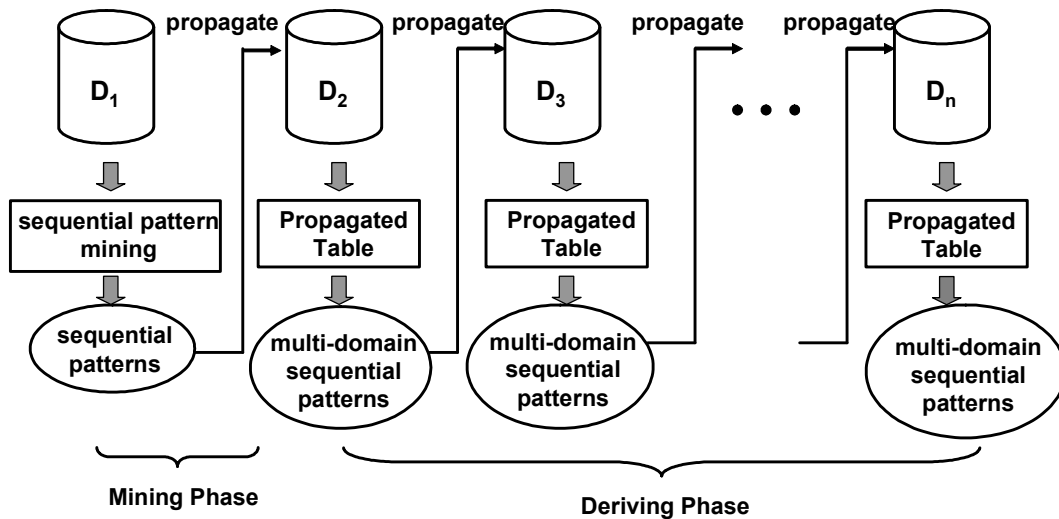 propagate
propagate
propagate
propagate
D1
D2
D3
• • •
Dn
sequential pattern
mining
Propagated
Table
Propagated
Table
Propagated
Table
sequential
patterns
multi-domain
sequential
patterns
multi-domain
sequential
patterns
multi-domain
sequential
patterns
Mining Phase
Deriving Phase